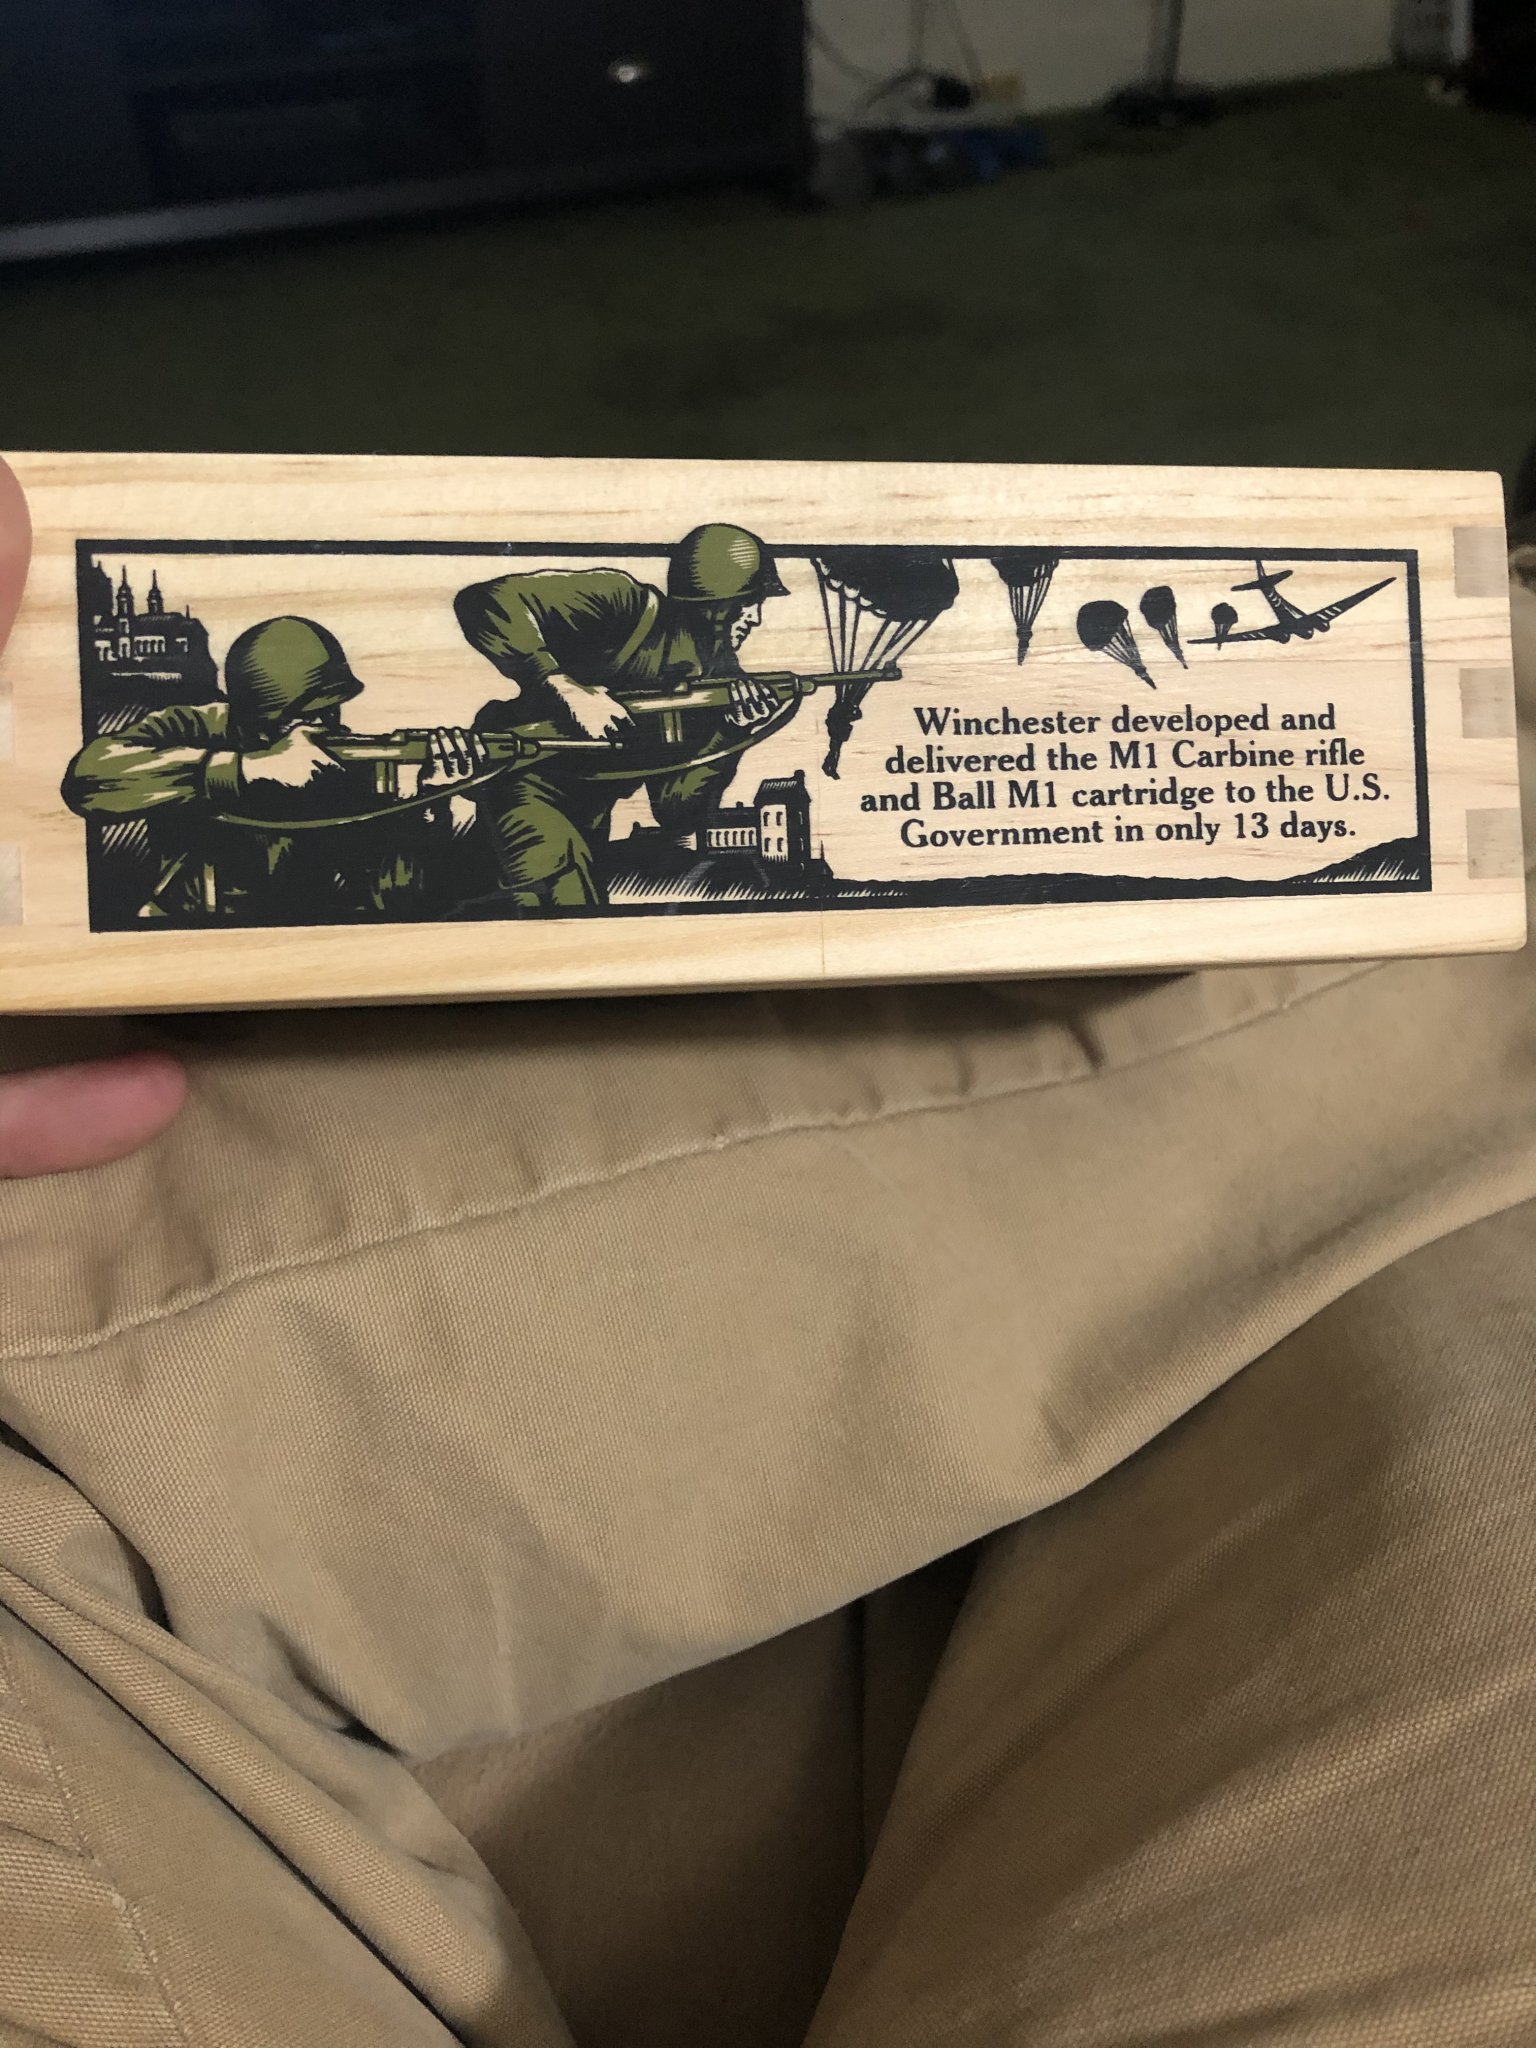 Winchester developed and
delivered the M1 Carbine rifle
and Ball M1 cartridge to the U.S.
Government in only 13 days.